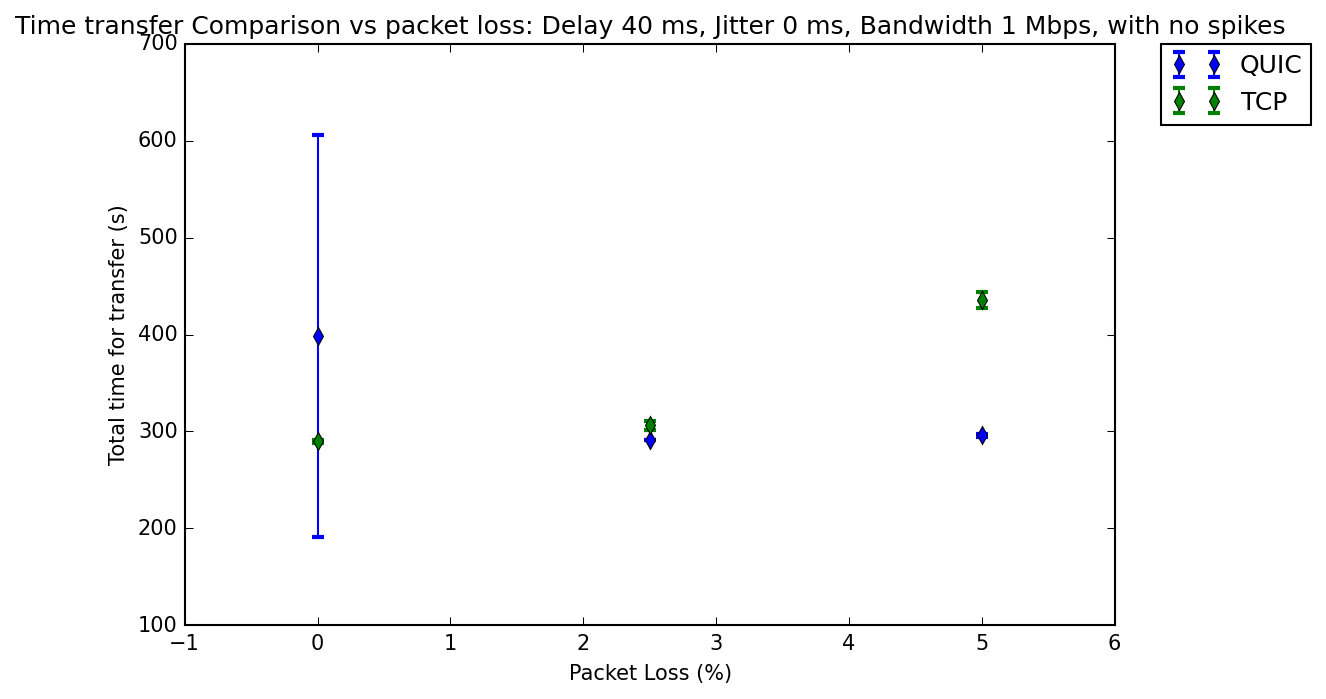 Time transfer Comparison vs packet loss: Delay 40 ms, Jitter 0 ms, Bandwidth 1 Mbps, with no spikes
QUIC
TCP
Total time for transfer (s)
700
600
500
400
300
200
100
−1 0 1 2 3 4 5 6
Packet Loss (%)